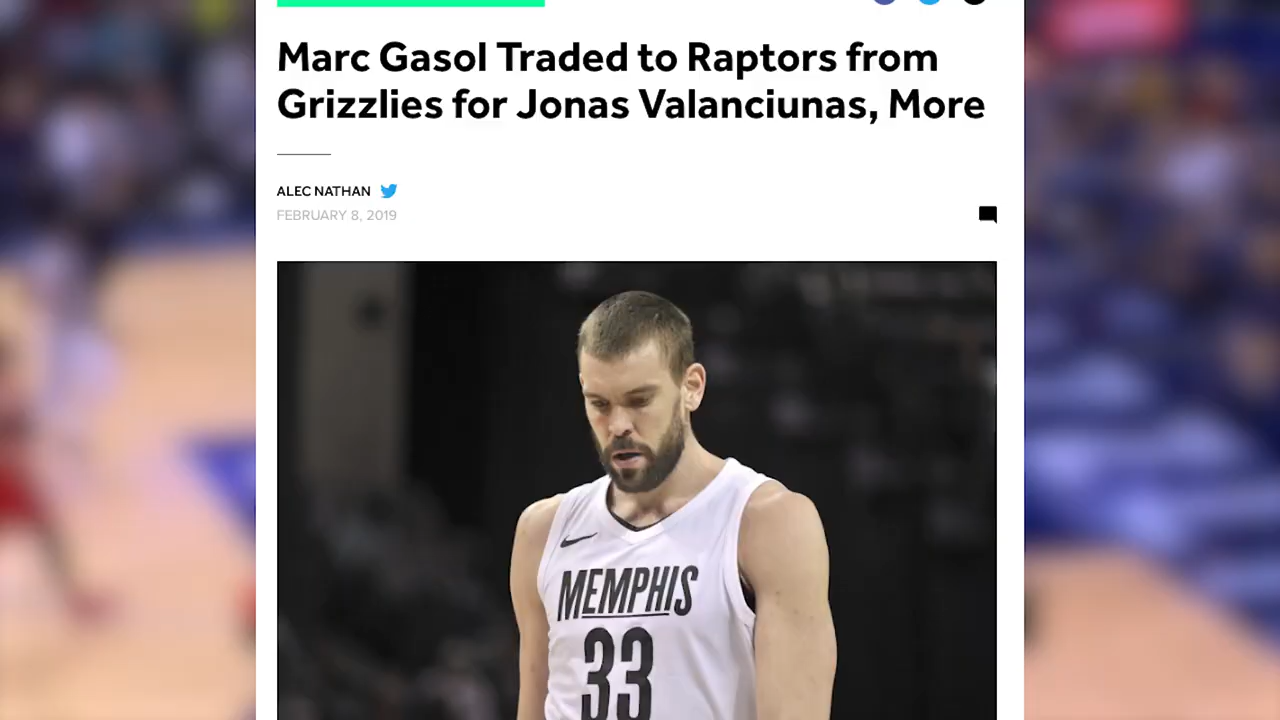 Marc Gasol Traded to Raptors from
Grizzlies for Jonas Valanciunas, More
ALEC NATHAN
FEBRUARY 8, 2019
MEMPHIS
33